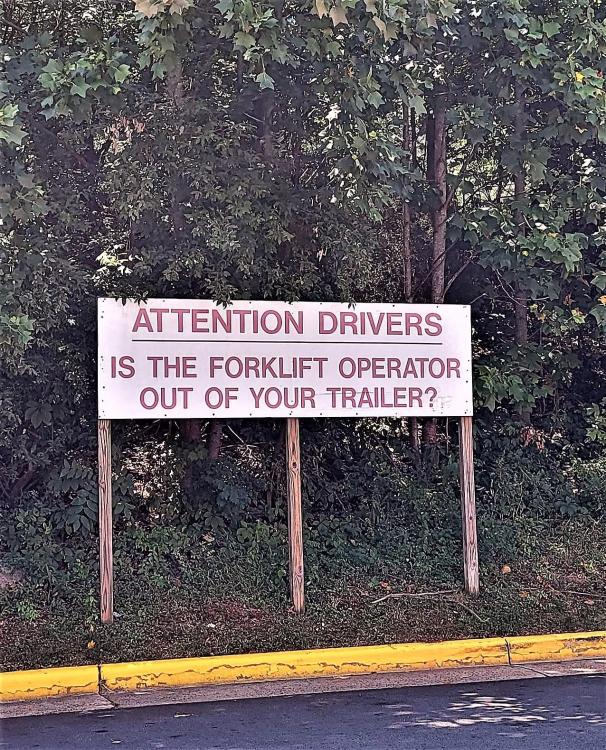 ATTENTION DRIVERS
IS THE FORKLIFT OPERATOR
OUT OF YOUR TRAILER?